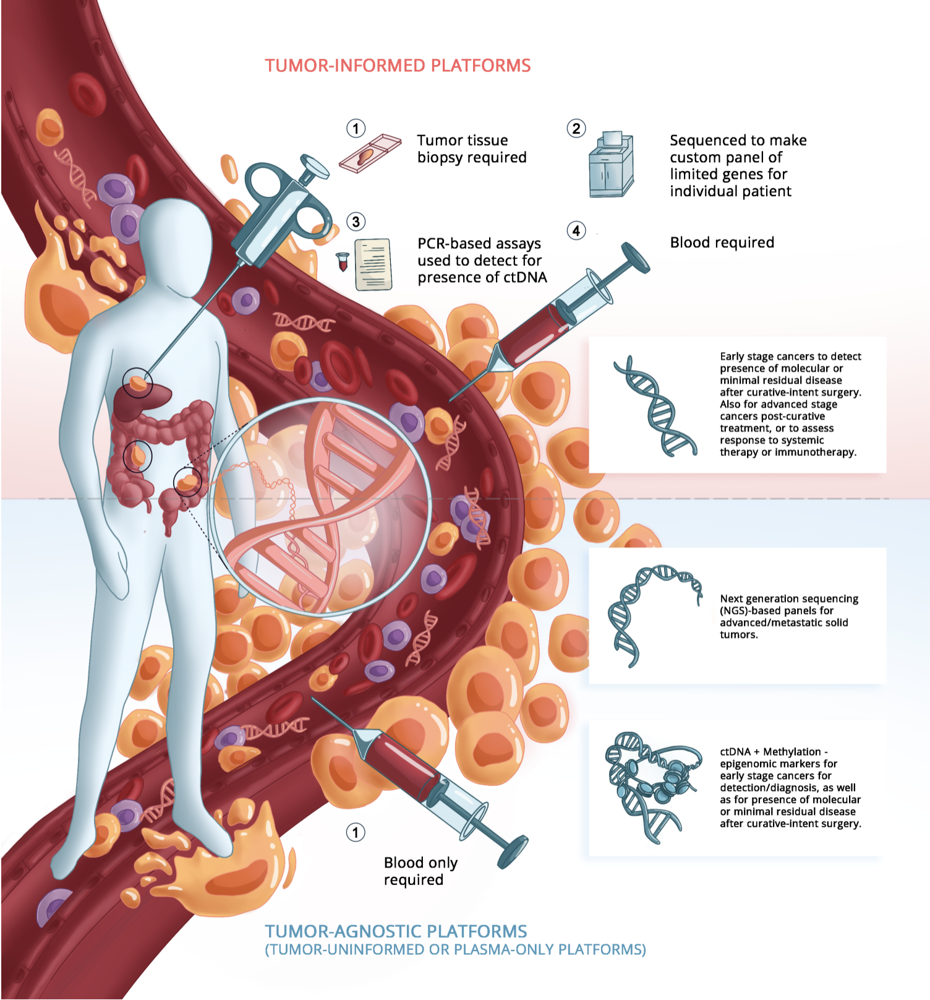 TUMOR-INFORMED PLATFORMS
1
Tumor tissue
biopsy required
2
Sequenced to make
custom panel of
limited genes for
individual patient
3
PCR-based assays
used to detect for
presence of ctDNA
4
Blood required
Early stage cancers to detect
presence of molecular or
minimal residual disease
after curative-intent surgery.
Also for advanced stage
cancers post-curative
treatment, or to assess
response to systemic
therapy or immunotherapy.
Next generation sequencing
(NGS)-based panels for
advanced/metastatic solid
tumors.
ctDNA + Methylation -
epigenomic markers for
early stage cancers for
detection/diagnosis, as well
as for presence of molecular
or minimal residual disease
after curative-intent surgery.
1
Blood only
required
TUMOR-AGNOSTIC PLATFORMS
(TUMOR-UNINFORMED OR PLASMA-ONLY PLATFORMS)